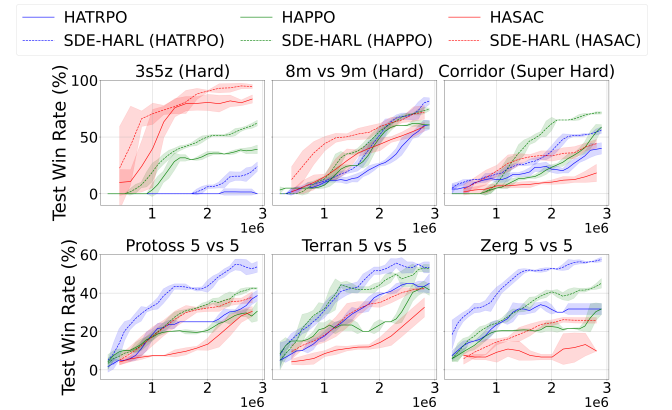 HATRPO HAPPO HASAC
SDE-HARL (HATRPO) SDE-HARL (HAPPO) SDE-HARL (HASAC)
3s5z (Hard) 8m vs 9m (Hard) Corridor (Super Hard)
Test Win Rate (%)
100
50
0
1 2 3 1 2 3 1 2 3
1e6 1e6 1e6
Protoss 5 vs 5 Terran 5 vs 5 Zerg 5 vs 5
Test Win Rate (%)
60
40
20
0
1 2 3 1 2 3 1 2 3
1e6 1e6 1e6